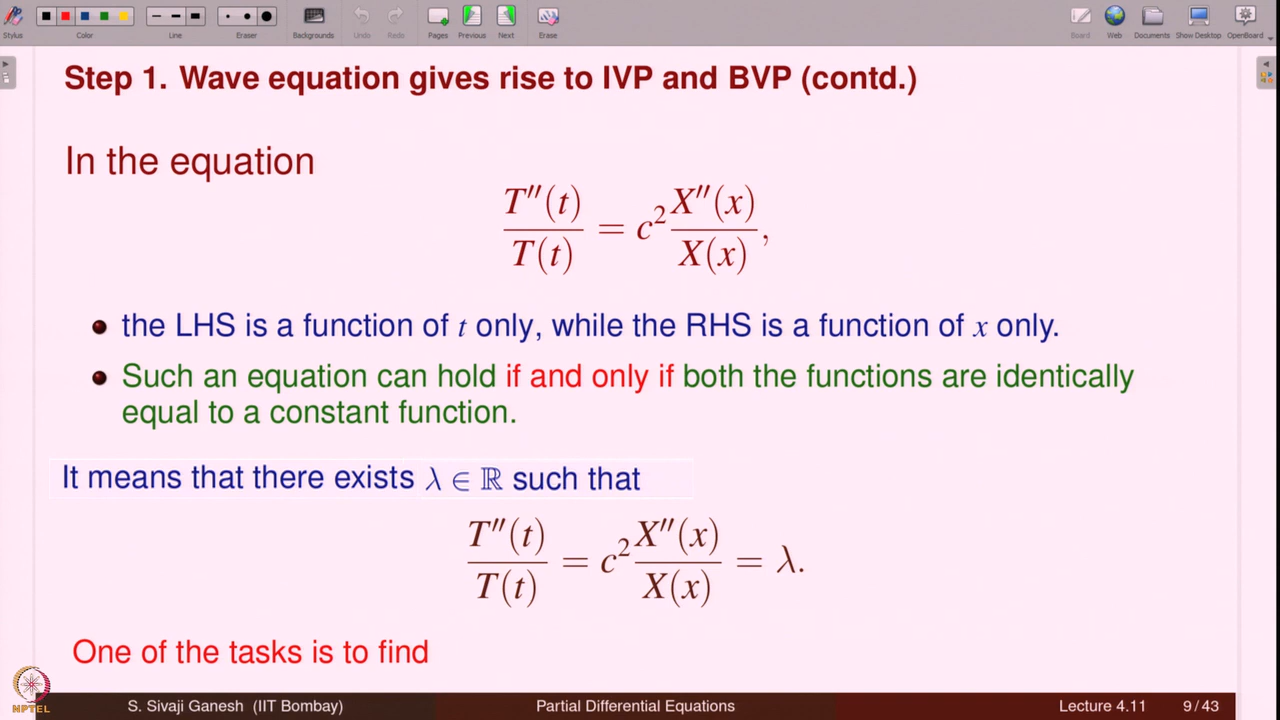 Stylus Color Line Eraser Backgrounds Undo Redo Pages Previous Next Erase Board Web Documents Show Desktop OpenBoard
Step 1. Wave equation gives rise to IVP and BVP (contd.)
In the equation
T″(t)/T(t) = c² X″(x)/X(x),
the LHS is a function of t only, while the RHS is a function of x only.
Such an equation can hold if and only if both the functions are identically
equal to a constant function.
It means that there exists λ ∈ ℝ such that
T″(t)/T(t) = c² X″(x)/X(x) = λ.
One of the tasks is to find
NPTEL
S. Sivaji Ganesh (IIT Bombay) Partial Differential Equations Lecture 4.11 9 / 43